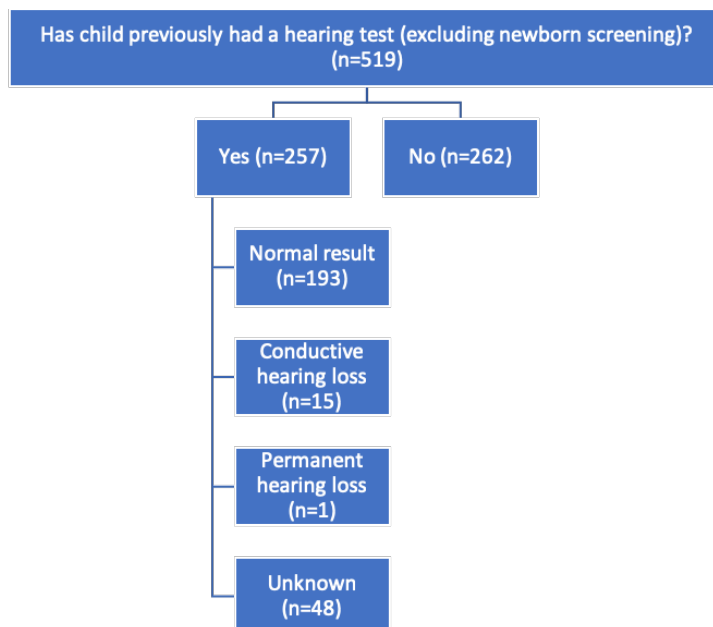 Has child previously had a hearing test (excluding newborn screening)?
(n=519)
Yes (n=257)
No (n=262)
Normal result
(n=193)
Conductive
hearing loss
(n=15)
Permanent
hearing loss
(n=1)
Unknown
(n=48)